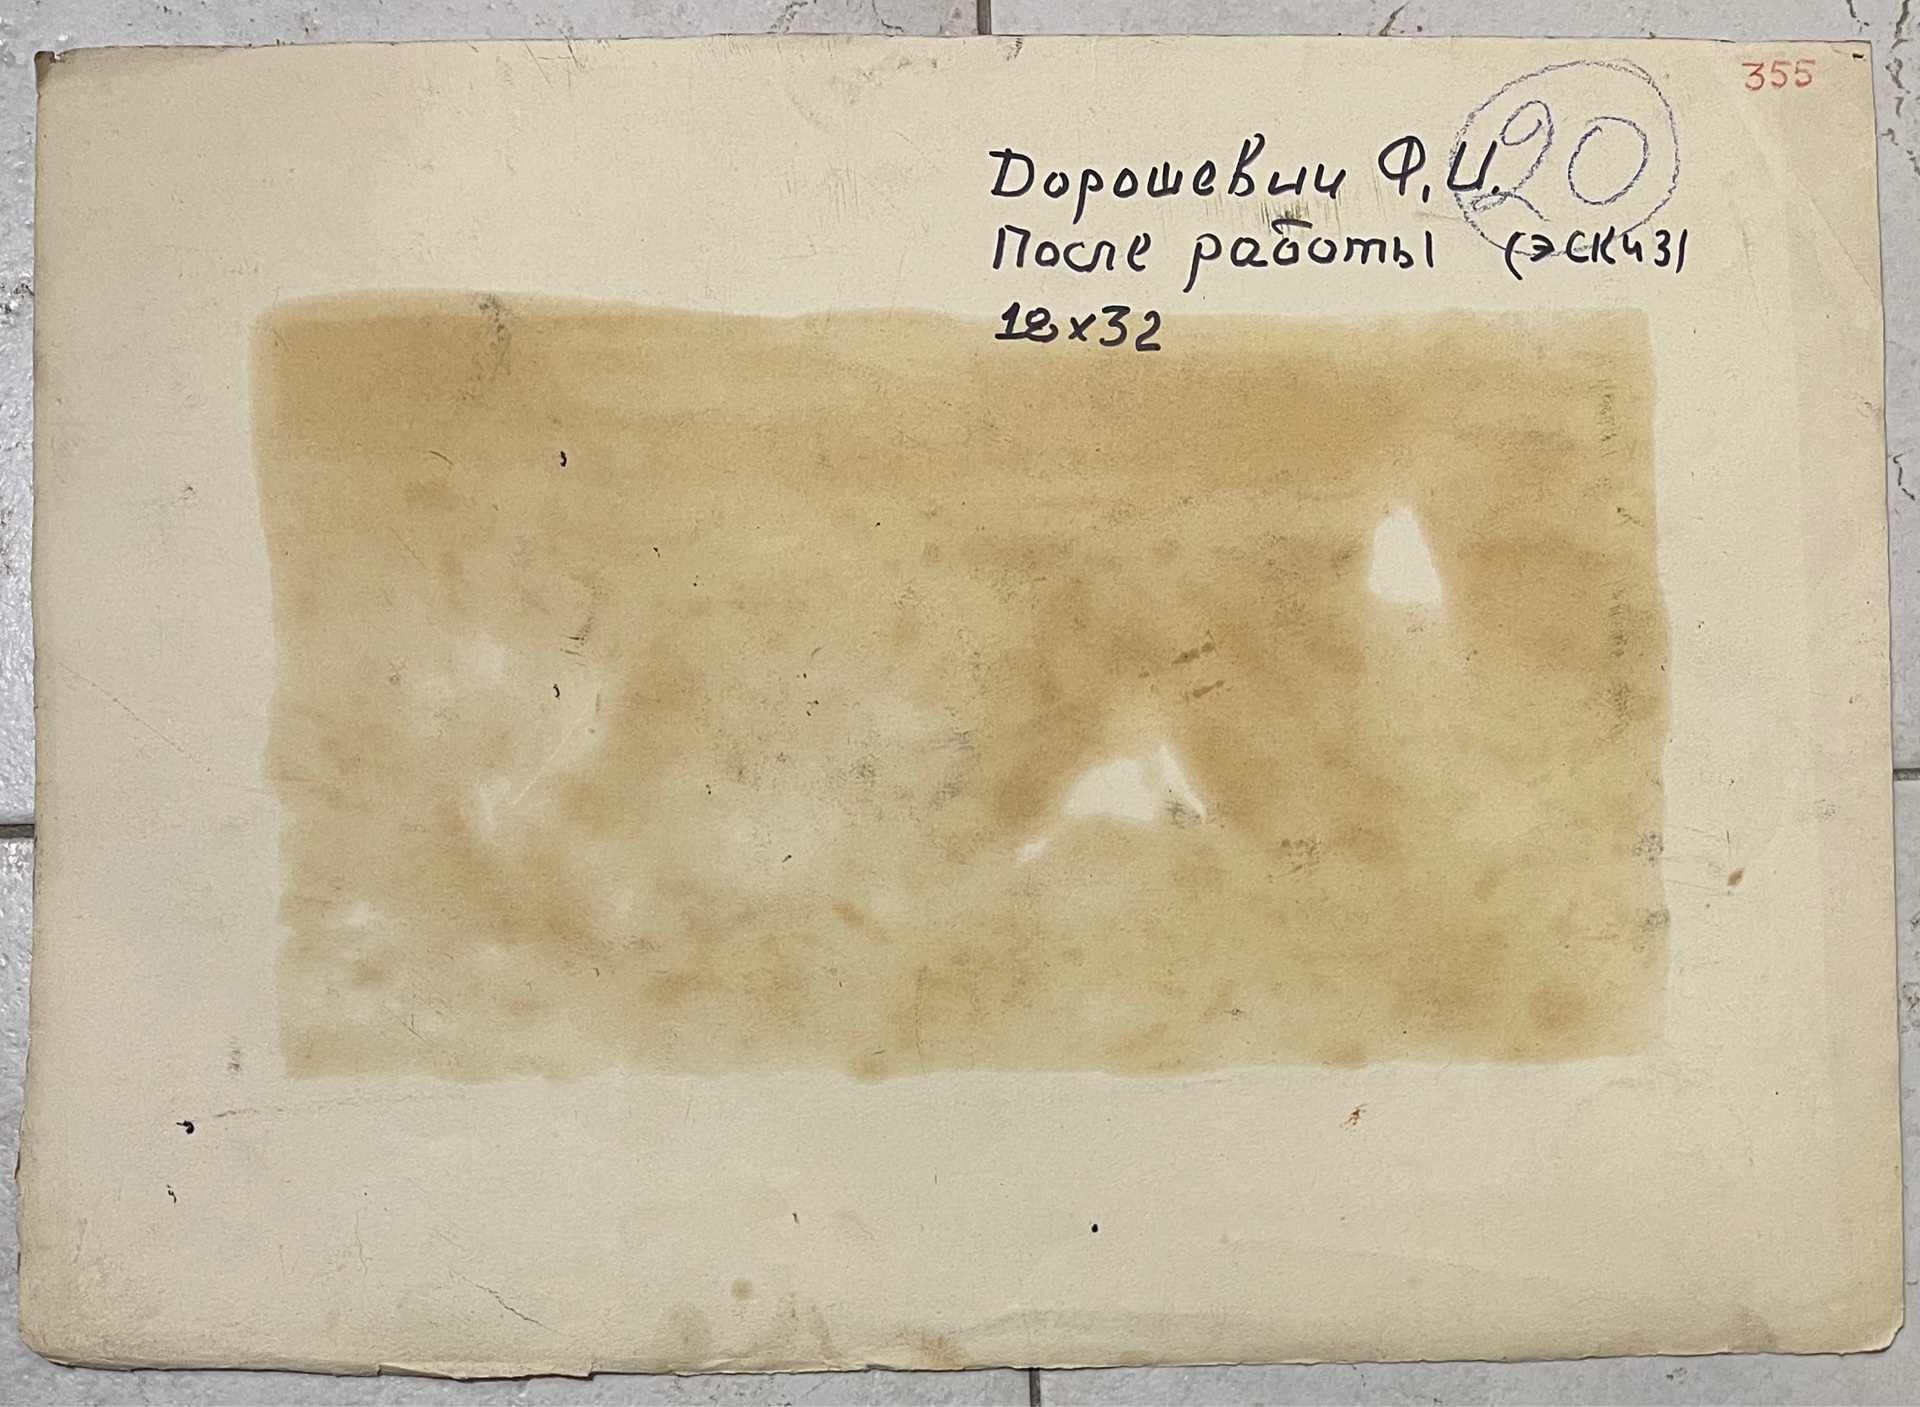 355
20
Дорошевич Ф. И.
После работы (эскиз)
18х32